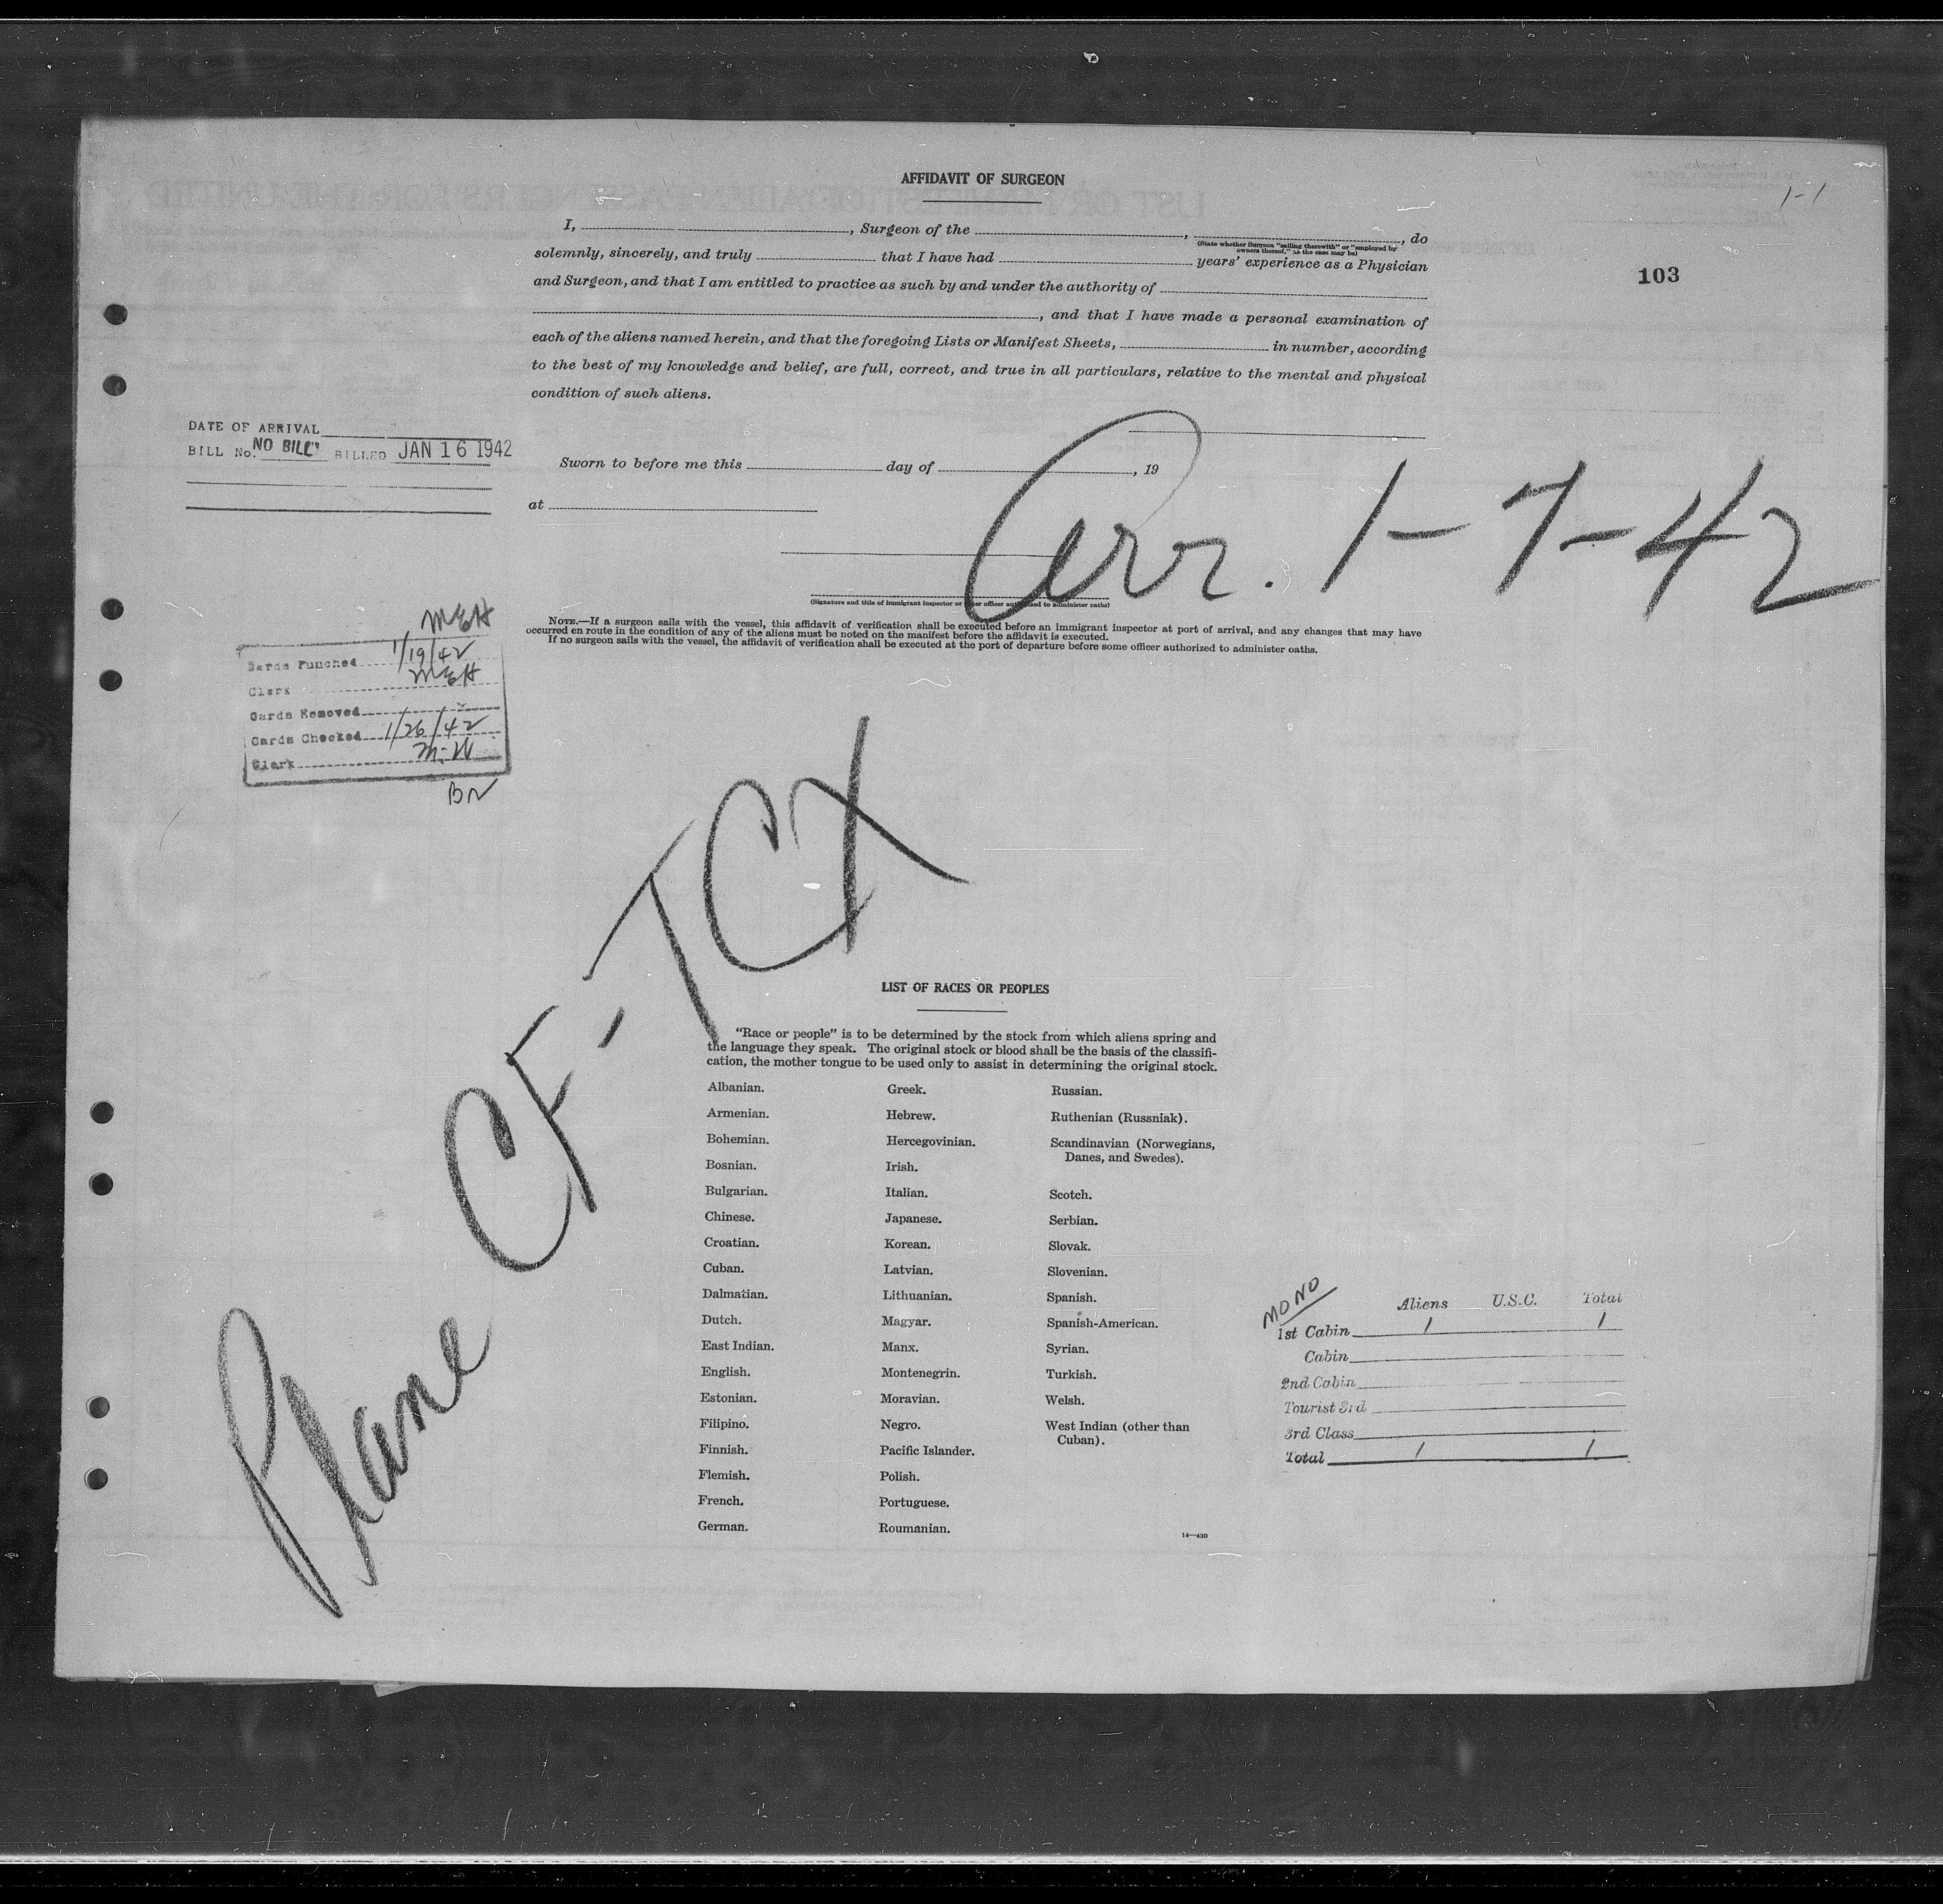 AFFIDAVIT OF SURGEON
1-1
I, , Surgeon of the , , do
(State whether Surgeon "sailing therewith" or "employed by owners thereof," as the case may be)
solemnly, sincerely, and truly that I have had years' experience as a Physician
and Surgeon, and that I am entitled to practice as such by and under the authority of
103
, and that I have made a personal examination of
each of the aliens named herein, and that the foregoing Lists or Manifest Sheets, in number, according
to the best of my knowledge and belief, are full, correct, and true in all particulars, relative to the mental and physical
condition of such aliens.
DATE OF ARRIVAL
BILL No. NO BILL BILLED JAN 16 1942
Sworn to before me this day of , 19
at
Arr. 1-7-42
(Signature and title of immigrant inspector or other officer authorized to administer oaths)
NOTE.—If a surgeon sails with the vessel, this affidavit of verification shall be executed before an immigrant inspector at port of arrival, and any changes that may have
occurred en route in the condition of any of the aliens must be noted on the manifest before the affidavit is executed.
If no surgeon sails with the vessel, the affidavit of verification shall be executed at the port of departure before some officer authorized to administer oaths.
MEH
Cards Punched 1/19/42
Clerk MEH
Cards Removed
Cards Checked 1/26/42
Clerk M.W
BN
Plane CF-TCX
LIST OF RACES OR PEOPLES
"Race or people" is to be determined by the stock from which aliens spring and
the language they speak. The original stock or blood shall be the basis of the classifi-
cation, the mother tongue to be used only to assist in determining the original stock.
Albanian.
Armenian.
Bohemian.
Bosnian.
Bulgarian.
Chinese.
Croatian.
Cuban.
Dalmatian.
Dutch.
East Indian.
English.
Estonian.
Filipino.
Finnish.
Flemish.
French.
German.
Greek.
Hebrew.
Hercegovinian.
Irish.
Italian.
Japanese.
Korean.
Latvian.
Lithuanian.
Magyar.
Manx.
Montenegrin.
Moravian.
Negro.
Pacific Islander.
Polish.
Portuguese.
Roumanian.
Russian.
Ruthenian (Russniak).
Scandinavian (Norwegians,
Danes, and Swedes).
Scotch.
Serbian.
Slovak.
Slovenian.
Spanish.
Spanish-American.
Syrian.
Turkish.
Welsh.
West Indian (other than
Cuban).
14—430
MONO
Aliens U.S.C. Total
1st Cabin 1 1
Cabin
2nd Cabin
Tourist 3rd
3rd Class
Total 1 1